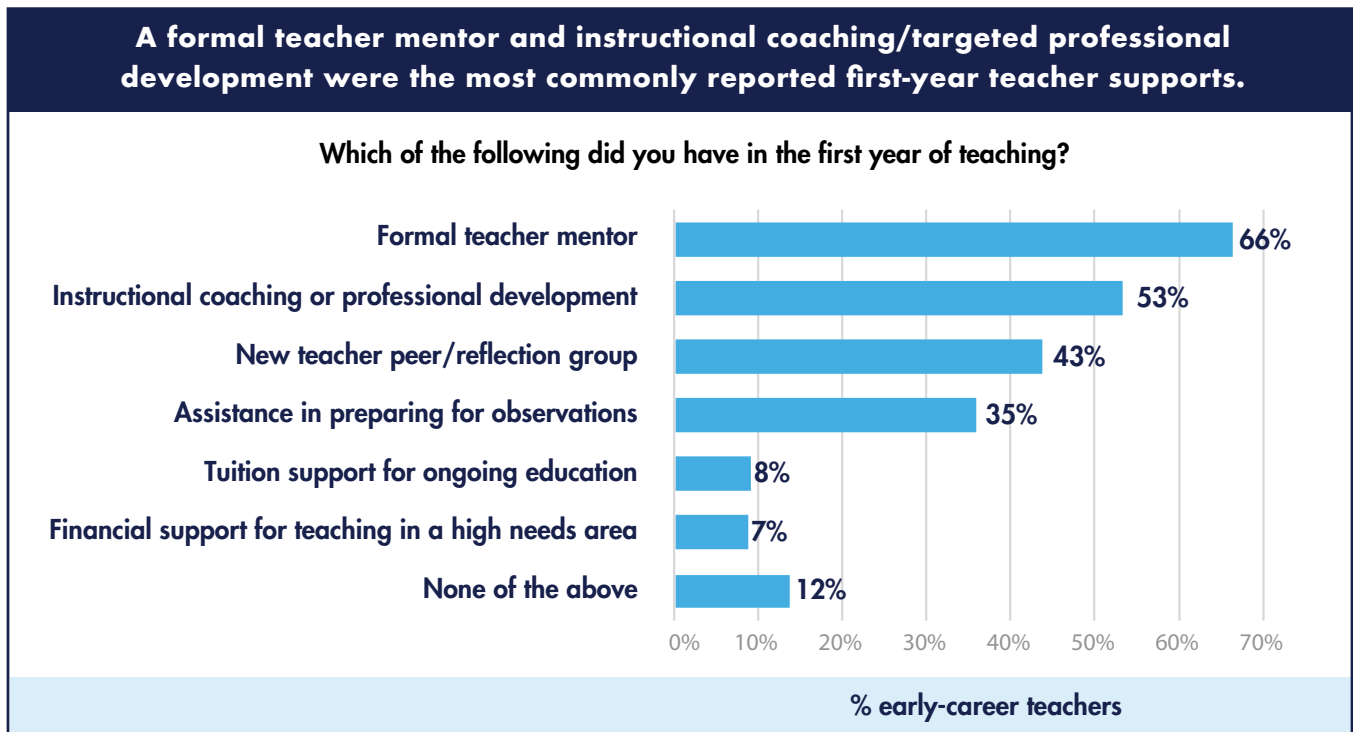 A formal teacher mentor and instructional coaching/targeted professional
development were the most commonly reported first-year teacher supports.
Which of the following did you have in the first year of teaching?
Formal teacher mentor 66%
Instructional coaching or professional development 53%
New teacher peer/reflection group 43%
Assistance in preparing for observations 35%
Tuition support for ongoing education 8%
Financial support for teaching in a high needs area 7%
None of the above 12%
0% 10% 20% 30% 40% 50% 60% 70%
% early-career teachers